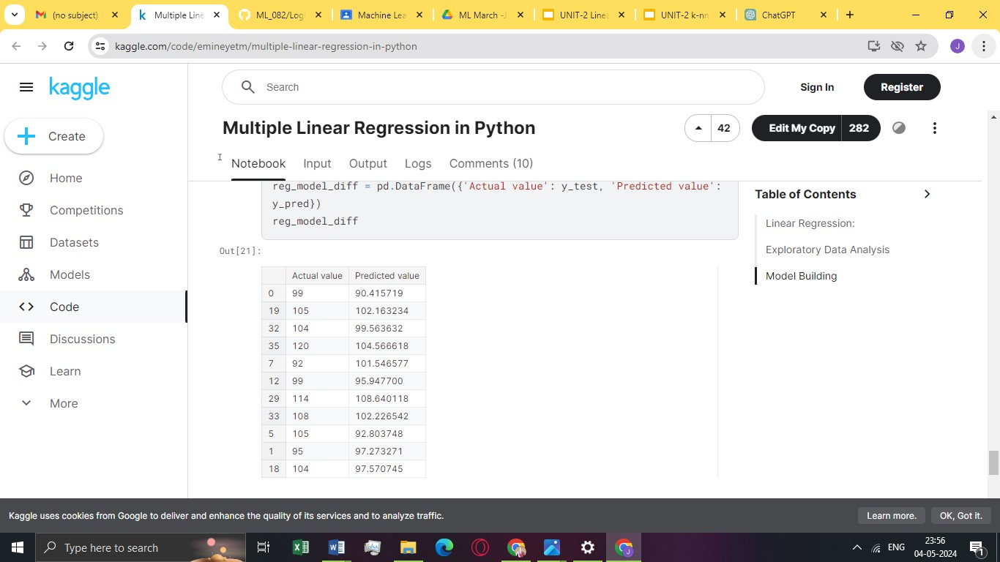 (no subject)
Multiple Line
ML_082/Log
Machine Lea
ML March -J
UNIT-2 Linea
UNIT-2 k-nn
ChatGPT
kaggle.com/code/emineyetm/multiple-linear-regression-in-python
J
kaggle
Search
Sign In
Register
Create
Multiple Linear Regression in Python
42
Edit My Copy 282
Notebook Input Output Logs Comments (10)
Home
Competitions
Datasets
Models
Code
Discussions
Learn
More
reg_model_diff = pd.DataFrame({'Actual value': y_test, 'Predicted value':
y_pred})
reg_model_diff
Out[21]:
Actual value Predicted value
0 99 90.415719
19 105 102.163234
32 104 99.563632
35 120 104.566618
7 92 101.546577
12 99 95.947700
29 114 108.640118
33 108 102.226542
5 105 92.803748
1 95 97.273271
18 104 97.570745
Table of Contents
Linear Regression:
Exploratory Data Analysis
Model Building
Kaggle uses cookies from Google to deliver and enhance the quality of its services and to analyze traffic.
Learn more.
OK, Got it.
Type here to search
ENG
23:56
04-05-2024
1